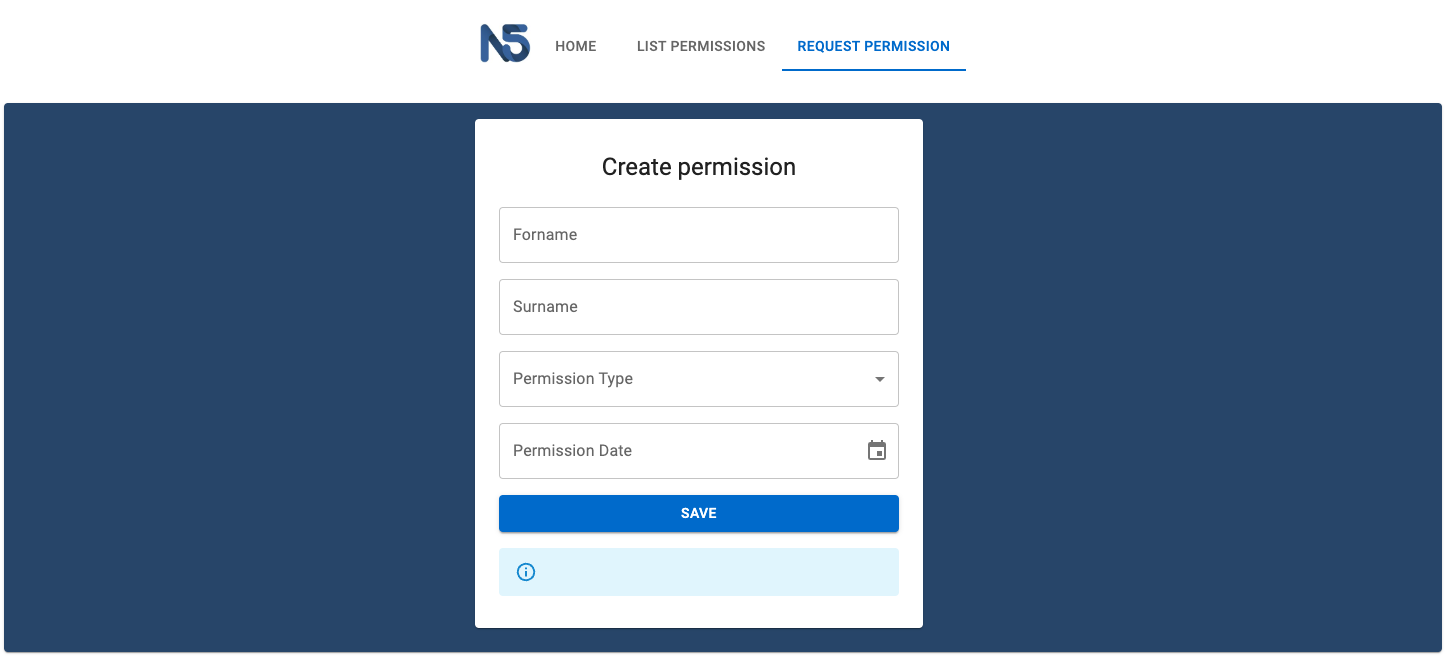 N5 HOME LIST PERMISSIONS REQUEST PERMISSION
Create permission
Forname
Surname
Permission Type
Permission Date
SAVE